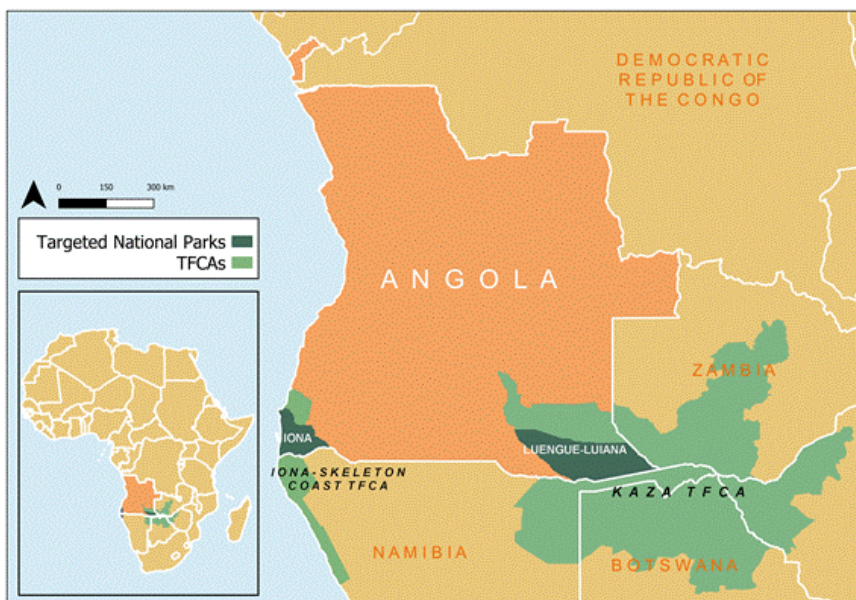 DEMOCRATIC
REPUBLIC OF
THE CONGO
0 150 300 km
Targeted National Parks
TFCAs
ANGOLA
ZAMBIA
IONA
LUENGUE-LUIANA
IONA-SKELETON
COAST TFCA
KAZA TFCA
NAMIBIA
BOTSWANA